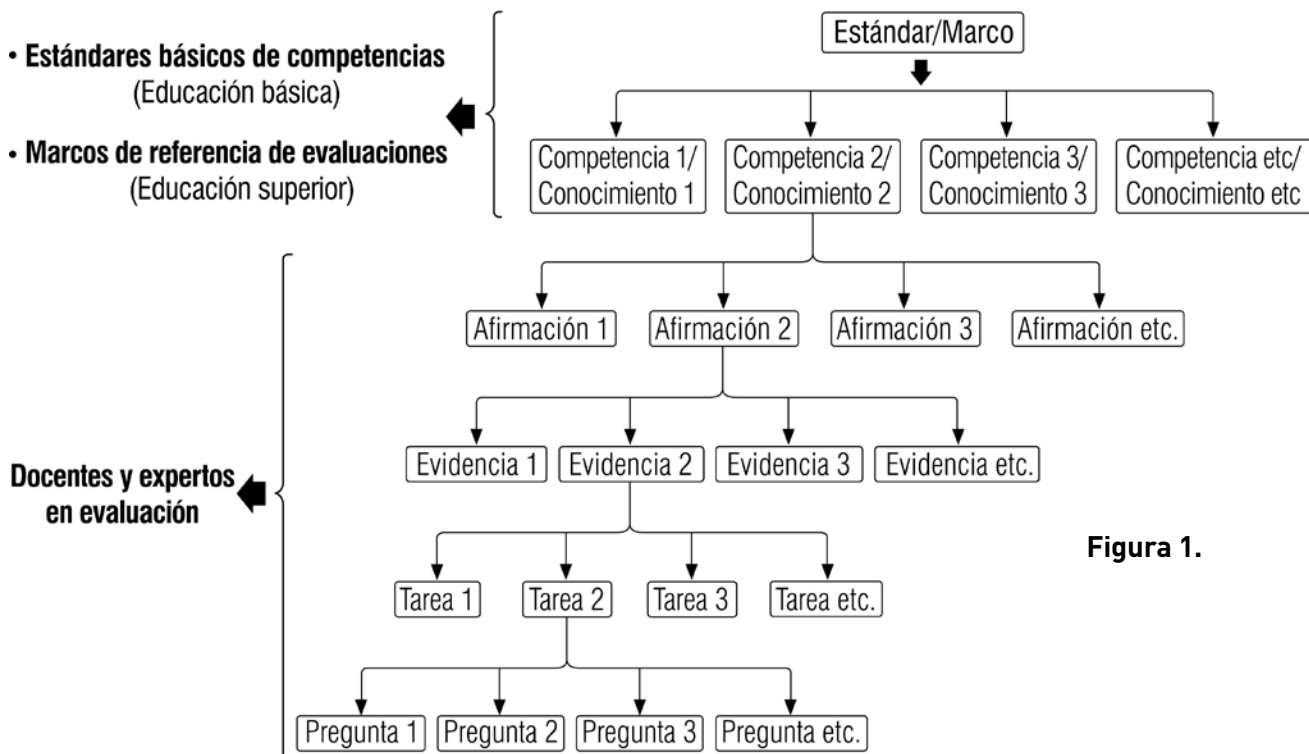 • Estándares básicos de competencias
(Educación básica)
• Marcos de referencia de evaluaciones
(Educación superior)
Estándar/Marco
Competencia 1/
Conocimiento 1
Competencia 2/
Conocimiento 2
Competencia 3/
Conocimiento 3
Competencia etc/
Conocimiento etc
Afirmación 1
Afirmación 2
Afirmación 3
Afirmación etc.
Evidencia 1
Evidencia 2
Evidencia 3
Evidencia etc.
Docentes y expertos
en evaluación
Tarea 1
Tarea 2
Tarea 3
Tarea etc.
Figura 1.
Pregunta 1
Pregunta 2
Pregunta 3
Pregunta etc.